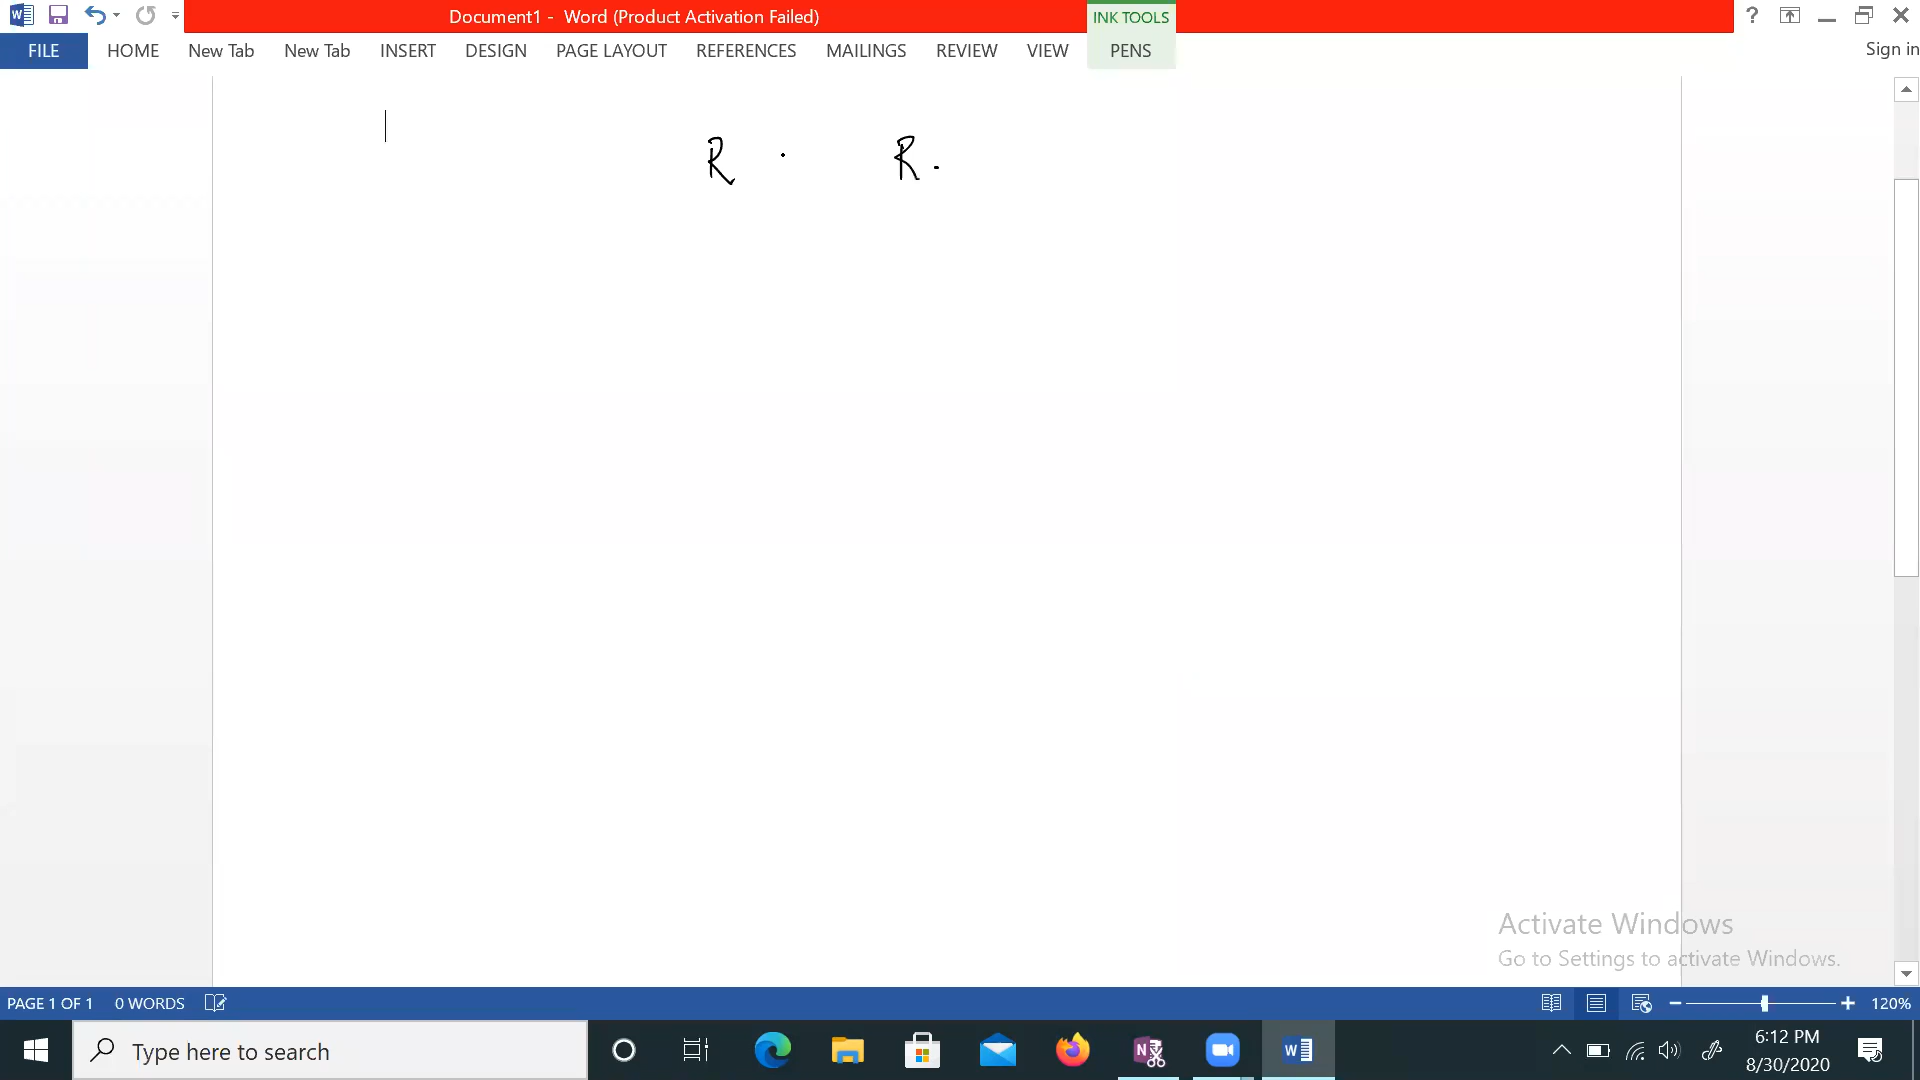 Document1 - Word (Product Activation Failed)
INK TOOLS
?
FILE HOME New Tab New Tab INSERT DESIGN PAGE LAYOUT REFERENCES MAILINGS REVIEW VIEW PENS
Sign in
R . R.
Activate Windows
Go to Settings to activate Windows.
PAGE 1 OF 1 0 WORDS
120%
Type here to search
6:12 PM
8/30/2020